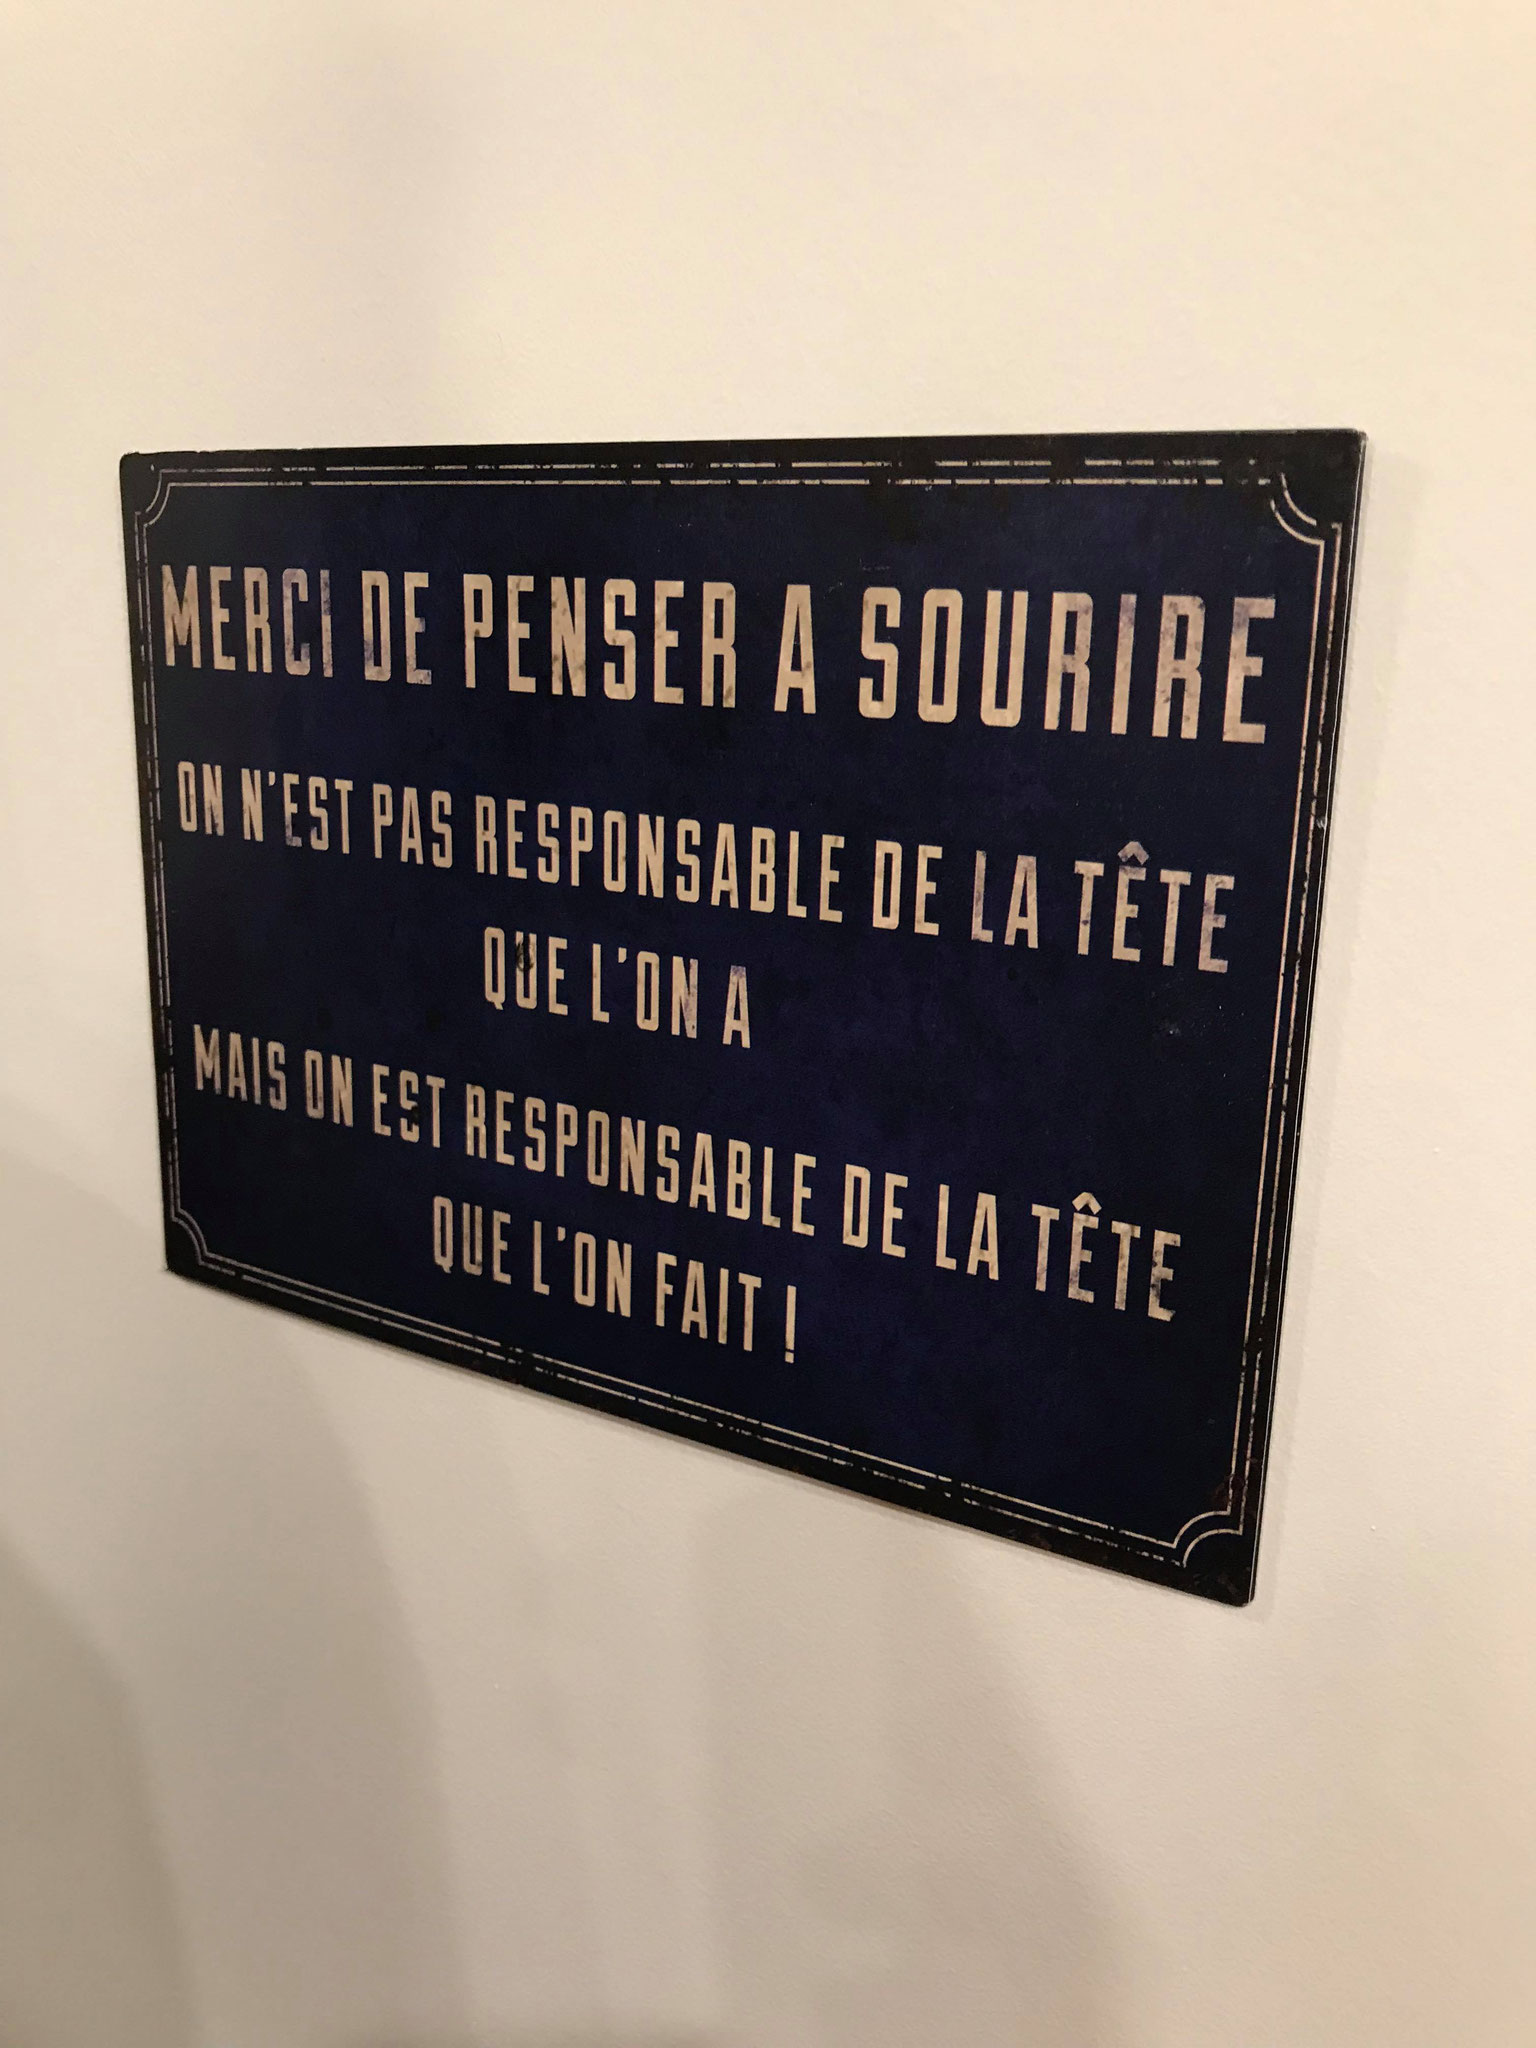 MERCI DE PENSER A SOURIRE
ON N'EST PAS RESPONSABLE DE LA TÊTE
QUE L'ON A
MAIS ON EST RESPONSABLE DE LA TÊTE
QUE L'ON FAIT !